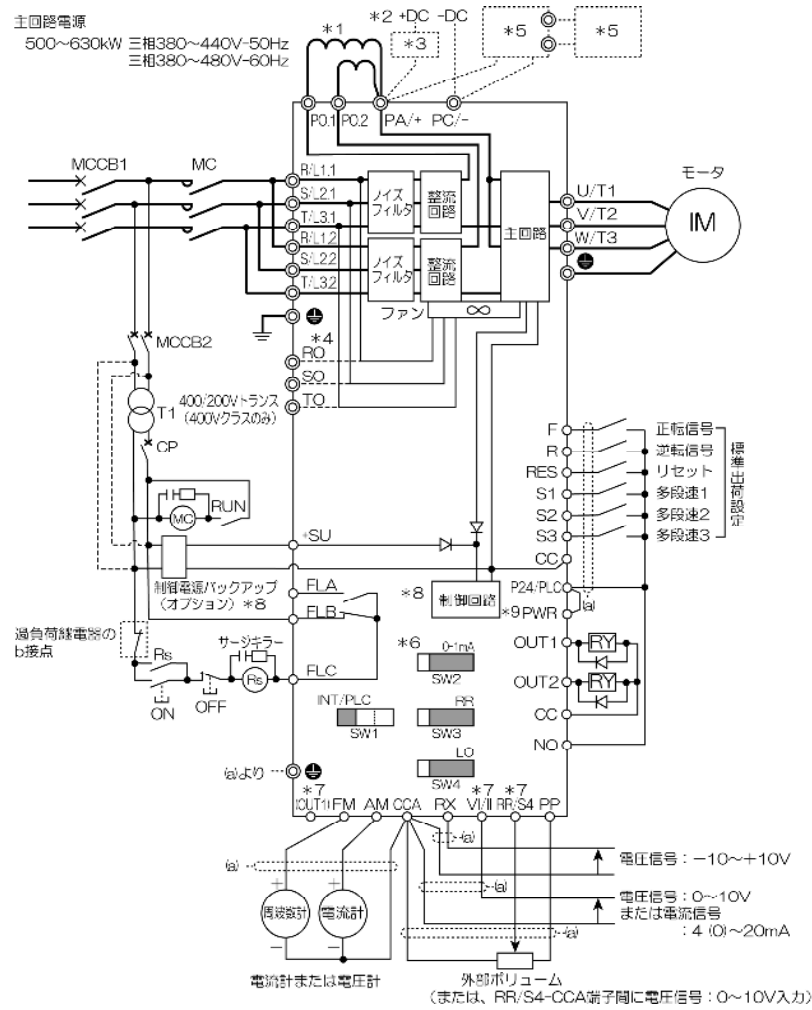 主回路電源
500～630kW 三相380～440V-50Hz
三相380～480V-60Hz
*1
*2 +DC -DC
*3
*5
*5
PO.1
PO.2
PA/+
PC/-
MCCB1
MC
R/L1.1
S/L2.1
T/L3.1
R/L1.2
S/L2.2
T/L3.2
ノイズ
フィルタ
整流
回路
ノイズ
フィルタ
整流
回路
主回路
ファン
U/T1
V/T2
W/T3
モータ
IM
*4
RO
SO
TO
MCCB2
T1
400/200Vトランス
(400Vクラスのみ)
CP
MC
RUN
*SU
制御電源バックアップ
(オプション) *8
FLA
FLB
FLC
*8
制御回路
過負荷継電器の
b接点
Rs
ON
OFF
サージキラー
Rs
F
正転信号
R
逆転信号
RES
リセット
S1
多段速1
S2
多段速2
S3
多段速3
標準出荷設定
CC
P24/PLC
*9 PWR
(a)
OUT1
RY
OUT2
RY
CC
NO
*6
0-1mA
SW2
INT/PLC
SW1
RR
SW3
LO
SW4
(a)より
*7
(OUT1)
FM
AM
CCA
RX
*7
VI/II
*7
RR/S4
PP
(a)
+
周波数計
-
+
電流計
-
電流計または電圧計
(a)
電圧信号：－10～＋10V
(a)
電圧信号：0～10V
または電流信号
：4 (0)～20mA
(a)
外部ボリューム
(または、RR/S4-CCA端子間に電圧信号：0～10V入力)